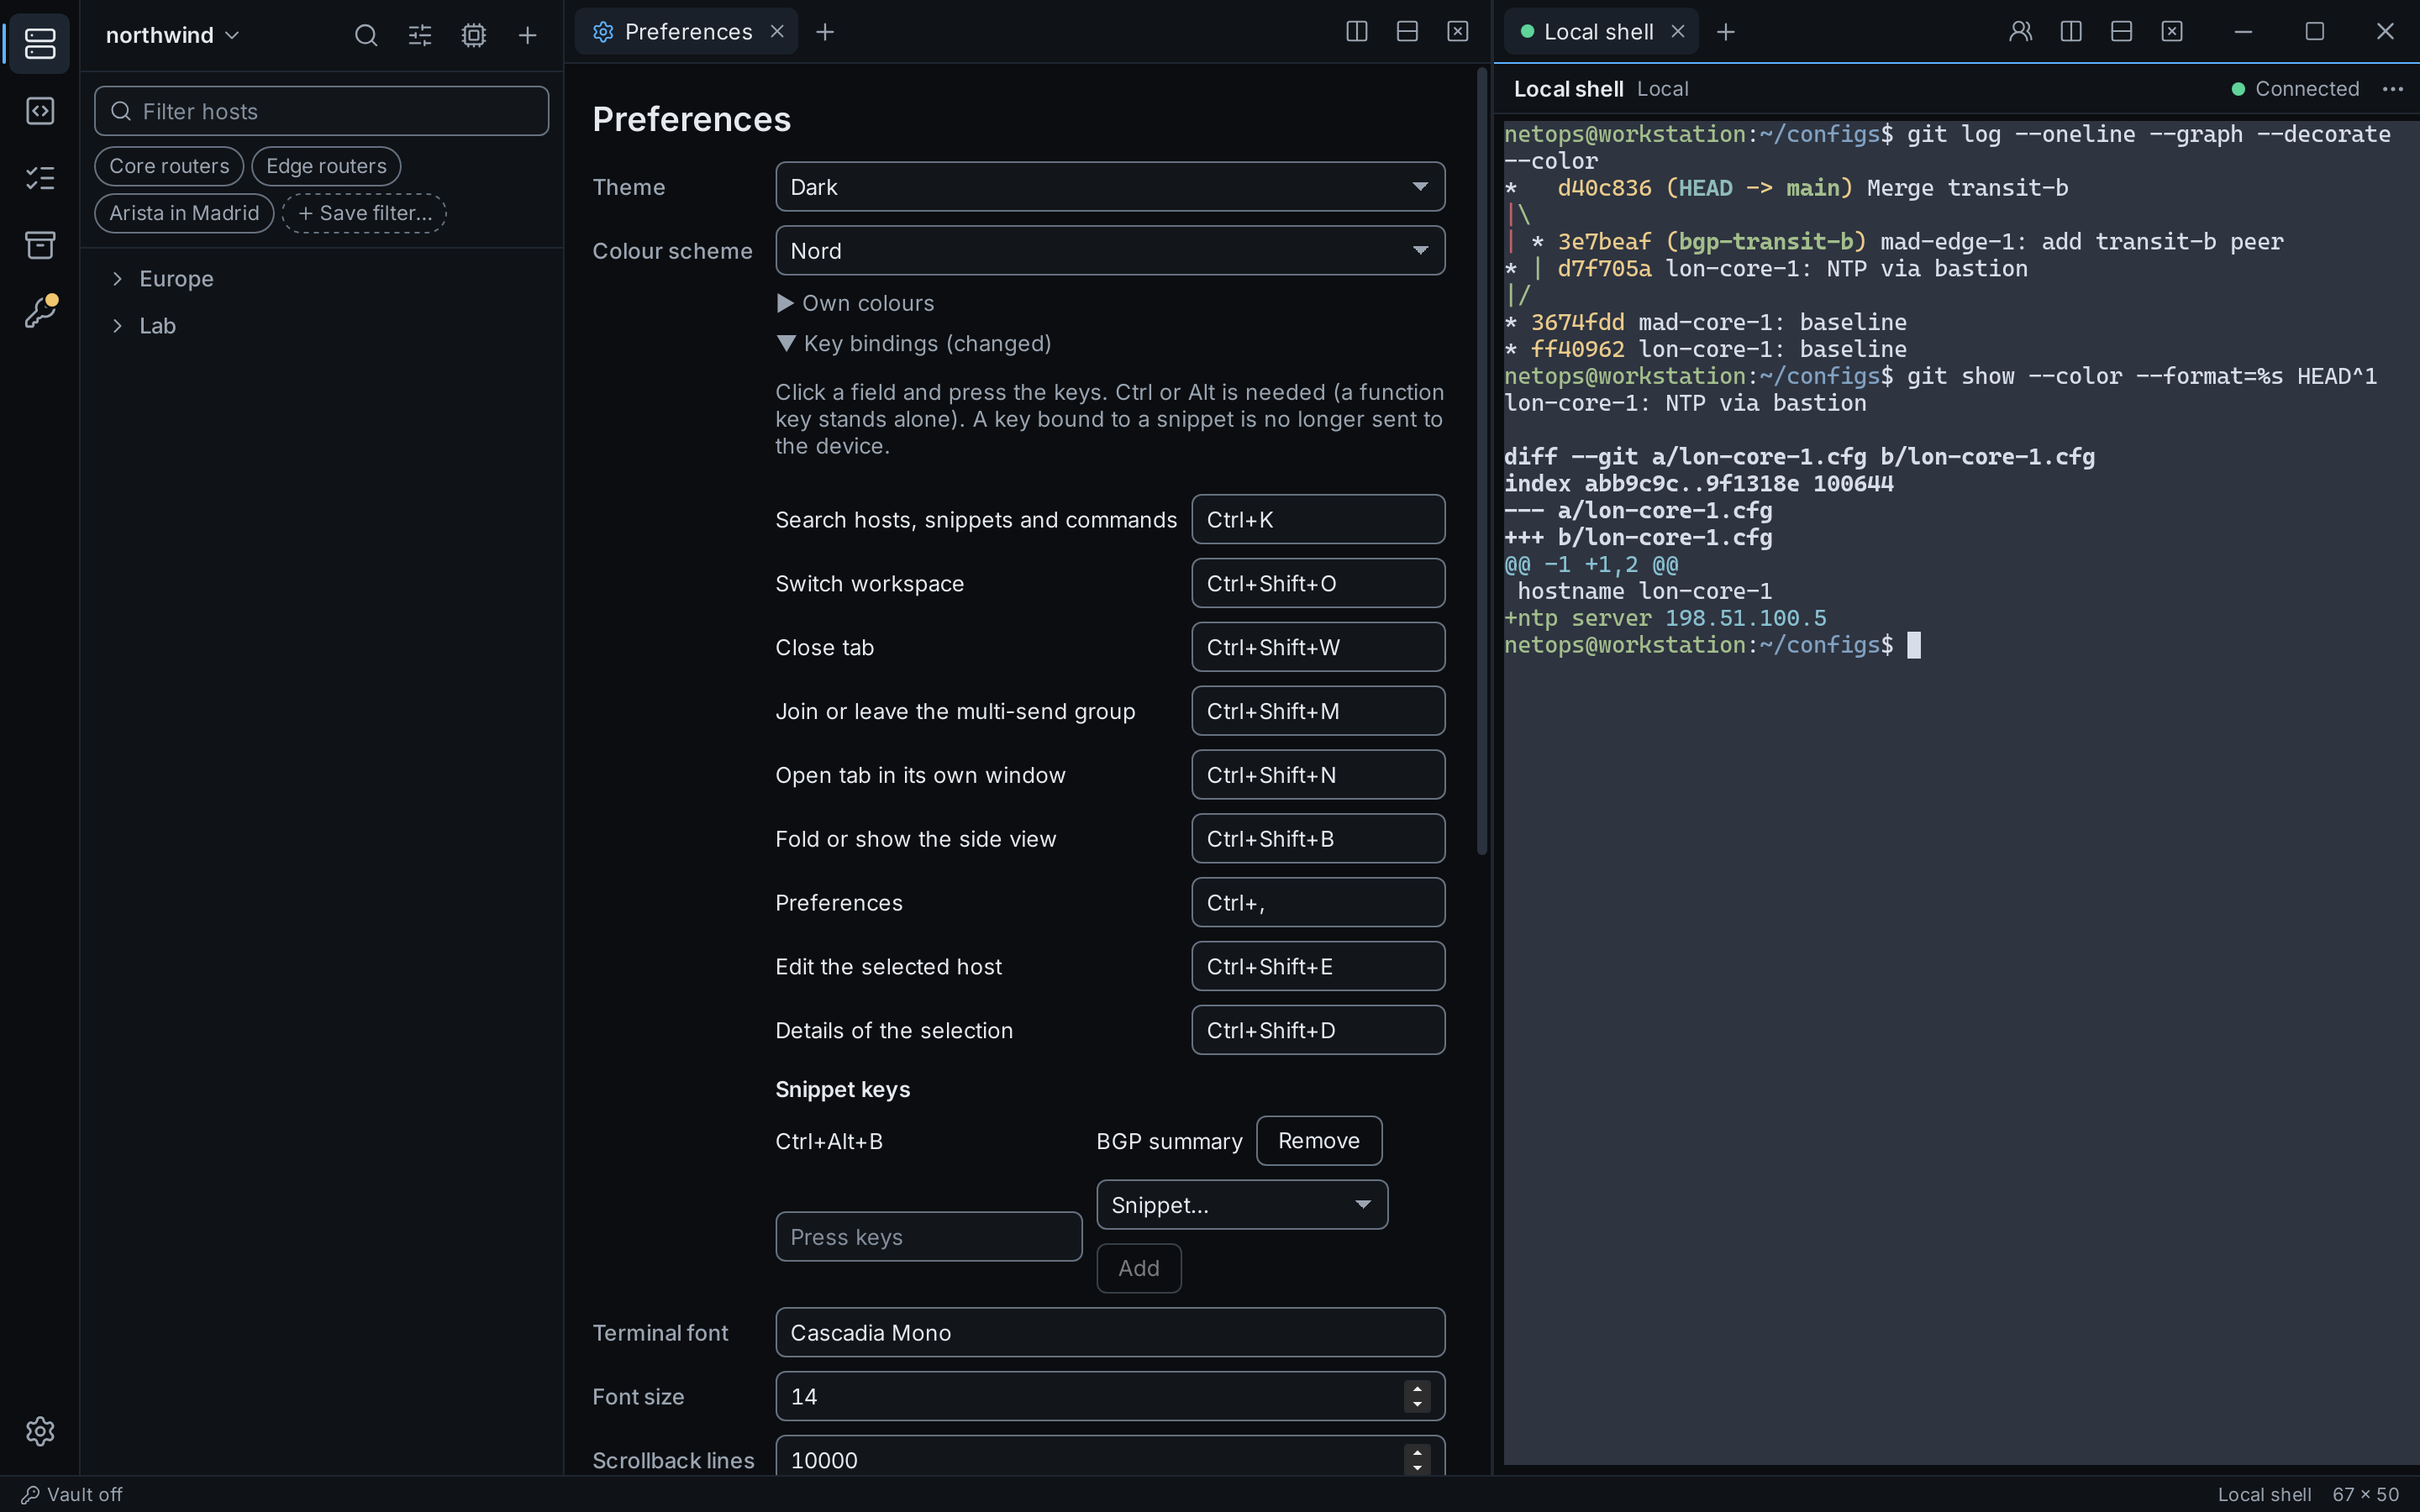 northwind
Filter hosts
Core routers
Edge routers
Arista in Madrid
+ Save filter...
Europe
Lab
Preferences
Preferences
Theme
Dark
Colour scheme
Nord
Own colours
Key bindings (changed)
Click a field and press the keys. Ctrl or Alt is needed (a function
key stands alone). A key bound to a snippet is no longer sent to
the device.
Search hosts, snippets and commands
Ctrl+K
Switch workspace
Ctrl+Shift+O
Close tab
Ctrl+Shift+W
Join or leave the multi-send group
Ctrl+Shift+M
Open tab in its own window
Ctrl+Shift+N
Fold or show the side view
Ctrl+Shift+B
Preferences
Ctrl+,
Edit the selected host
Ctrl+Shift+E
Details of the selection
Ctrl+Shift+D
Snippet keys
Ctrl+Alt+B
BGP summary
Remove
Press keys
Snippet...
Add
Terminal font
Cascadia Mono
Font size
14
Scrollback lines
10000
Local shell
Local shell Local
Connected
netops@workstation:~/configs$ git log --oneline --graph --decorate
--color
*   d40c836 (HEAD -> main) Merge transit-b
|\
| * 3e7beaf (bgp-transit-b) mad-edge-1: add transit-b peer
* | d7f705a lon-core-1: NTP via bastion
|/
* 3674fdd mad-core-1: baseline
* ff40962 lon-core-1: baseline
netops@workstation:~/configs$ git show --color --format=%s HEAD^1
lon-core-1: NTP via bastion
diff --git a/lon-core-1.cfg b/lon-core-1.cfg
index abb9c9c..9f1318e 100644
--- a/lon-core-1.cfg
+++ b/lon-core-1.cfg
@@ -1 +1,2 @@
 hostname lon-core-1
+ntp server 198.51.100.5
netops@workstation:~/configs$
Vault off
Local shell
67 × 50